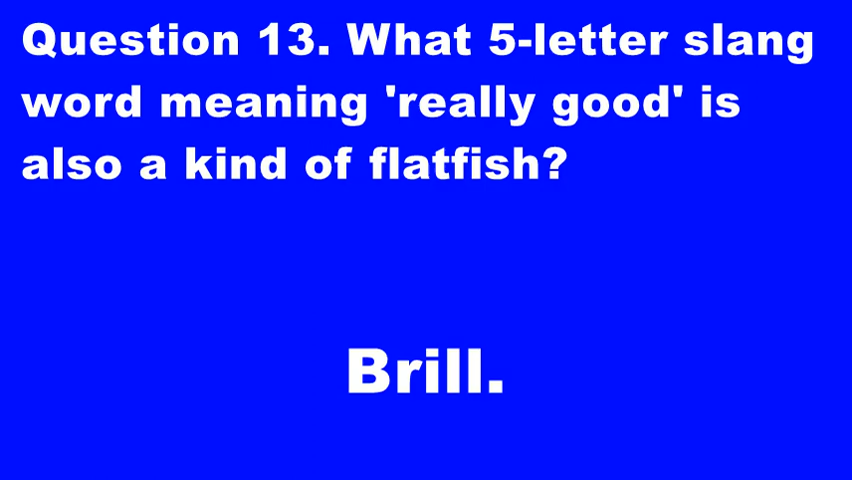 Question 13. What 5-letter slang
word meaning 'really good' is
also a kind of flatfish?
Brill.